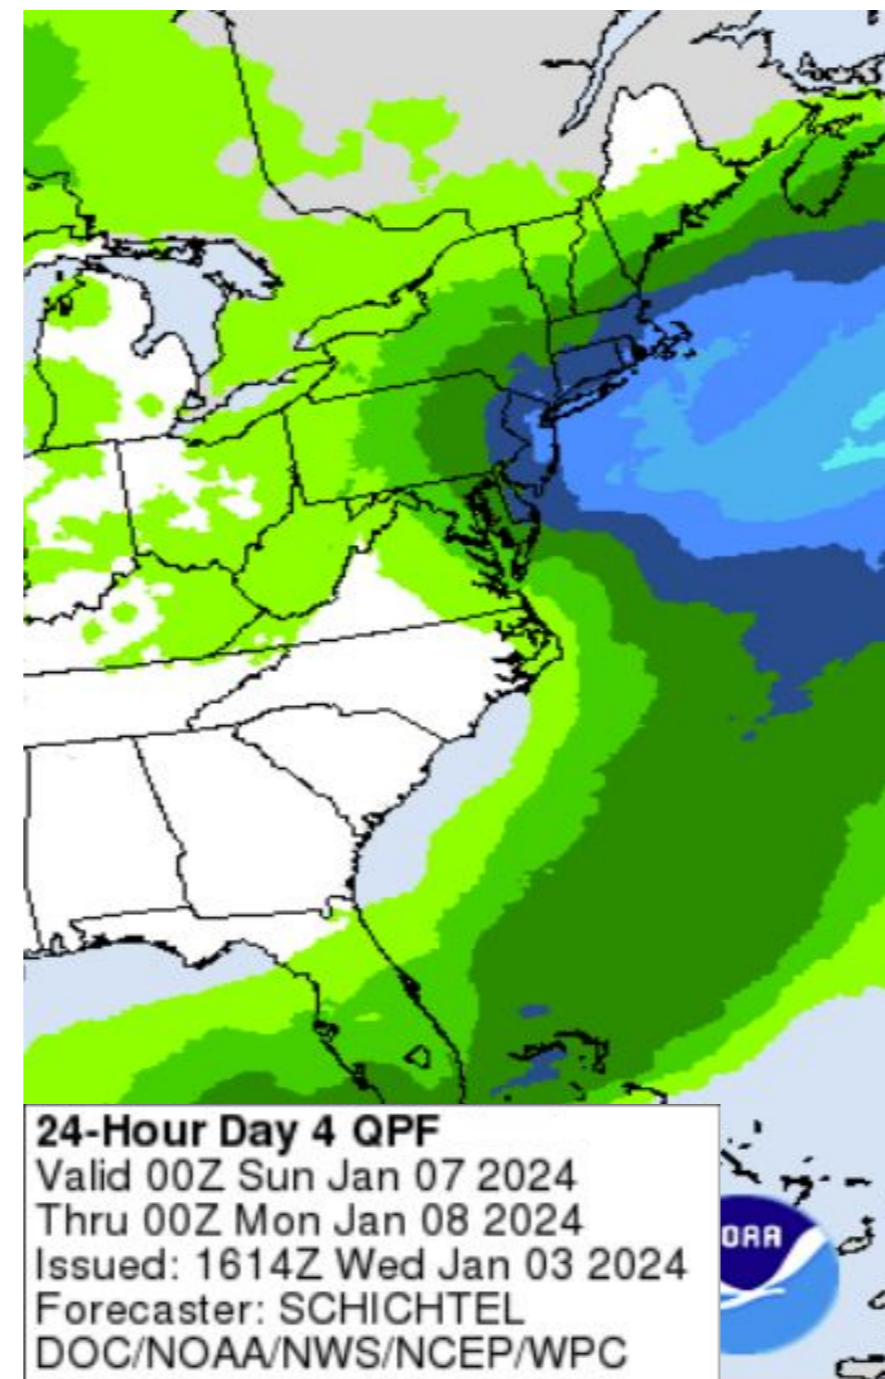 24-Hour Day 4 QPF
Valid 00Z Sun Jan 07 2024
Thru 00Z Mon Jan 08 2024
Issued: 1614Z Wed Jan 03 2024
Forecaster: SCHICHTEL
DOC/NOAA/NWS/NCEP/WPC
OAA